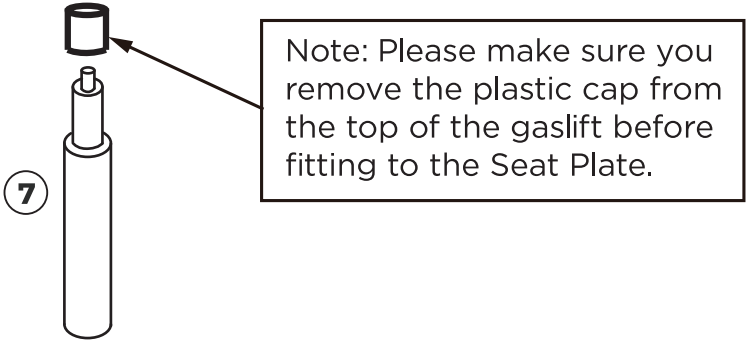 Note: Please make sure you
remove the plastic cap from
the top of the gaslift before
fitting to the Seat Plate.
7